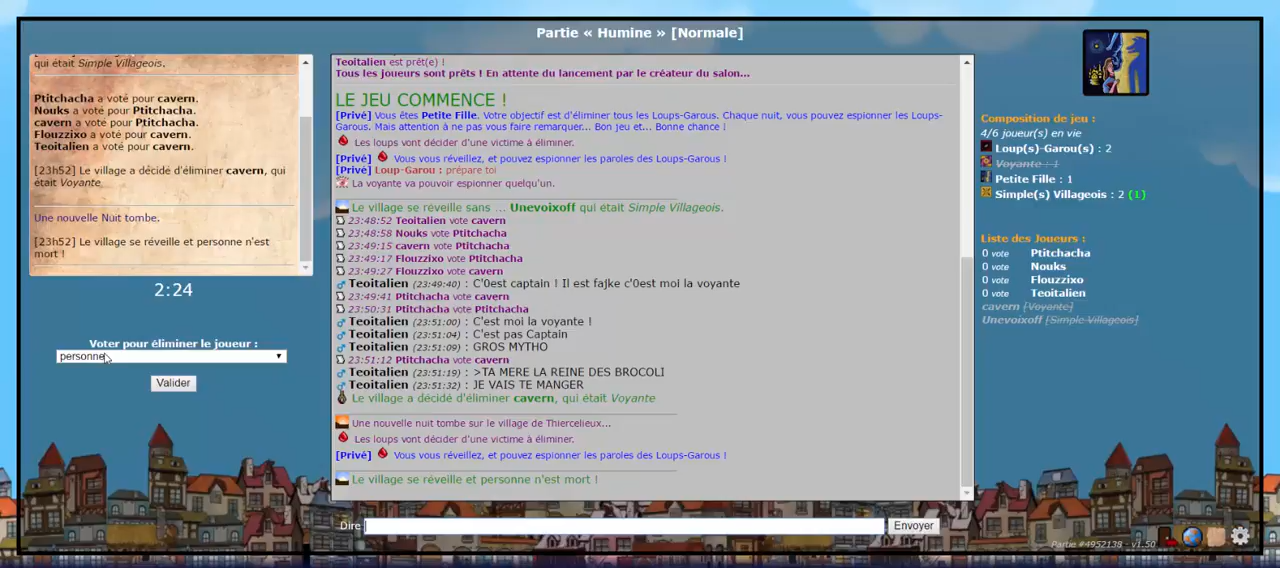 Partie « Humine » [Normale]
qui était Simple Villageois.
Ptitchacha a voté pour cavern.
Nouks a voté pour Ptitchacha.
cavern a voté pour Ptitchacha.
Flouzzixo a voté pour cavern.
Teoitalien a voté pour cavern.
[23h52] Le village a décidé d'éliminer cavern, qui
était Voyante.
Une nouvelle Nuit tombe.
[23h52] Le village se réveille et personne n'est
mort !
2:24
Voter pour éliminer le joueur :
personne
Valider
Teoitalien est prêt(e) !
Tous les joueurs sont prêts ! En attente du lancement par le créateur du salon...
LE JEU COMMENCE !
[Privé] Vous êtes Petite Fille. Votre objectif est d'éliminer tous les Loups-Garous. Chaque nuit, vous pouvez espionner les Loups-
Garous. Mais attention à ne pas vous faire remarquer... Bon jeu et... Bonne chance !
Les loups vont décider d'une victime à éliminer.
[Privé] Vous vous réveillez, et pouvez espionner les paroles des Loups-Garous !
[Privé] Loup-Garou : prépare toi
La voyante va pouvoir espionner quelqu'un.
Le village se réveille sans ... Unevoixoff qui était Simple Villageois.
23:48:52 Teoitalien vote cavern
23:48:58 Nouks vote Ptitchacha
23:49:15 cavern vote Ptitchacha
23:49:17 Flouzzixo vote Ptitchacha
23:49:27 Flouzzixo vote cavern
Teoitalien (23:49:40) : C'0est captain ! Il est fajke c'0est moi la voyante
23:49:41 Ptitchacha vote cavern
23:50:31 Ptitchacha vote Ptitchacha
Teoitalien (23:51:00) : C'est moi la voyante !
Teoitalien (23:51:04) : C'est pas Captain
Teoitalien (23:51:09) : GROS MYTHO
23:51:12 Ptitchacha vote cavern
Teoitalien (23:51:19) : >TA MERE LA REINE DES BROCOLI
Teoitalien (23:51:32) : JE VAIS TE MANGER
Le village a décidé d'éliminer cavern, qui était Voyante
Une nouvelle nuit tombe sur le village de Thiercelieux...
Les loups vont décider d'une victime à éliminer.
[Privé] Vous vous réveillez, et pouvez espionner les paroles des Loups-Garous !
Le village se réveille et personne n'est mort !
Dire
Envoyer
Composition de jeu :
4/6 joueur(s) en vie
Loup(s)-Garou(s) : 2
Voyante : 1
Petite Fille : 1
Simple(s) Villageois : 2 (1)
Liste des Joueurs :
0 vote Ptitchacha
0 vote Nouks
0 vote Flouzzixo
0 vote Teoitalien
cavern [Voyante]
Unevoixoff [Simple Villageois]
Partie #4952138 - v1.50